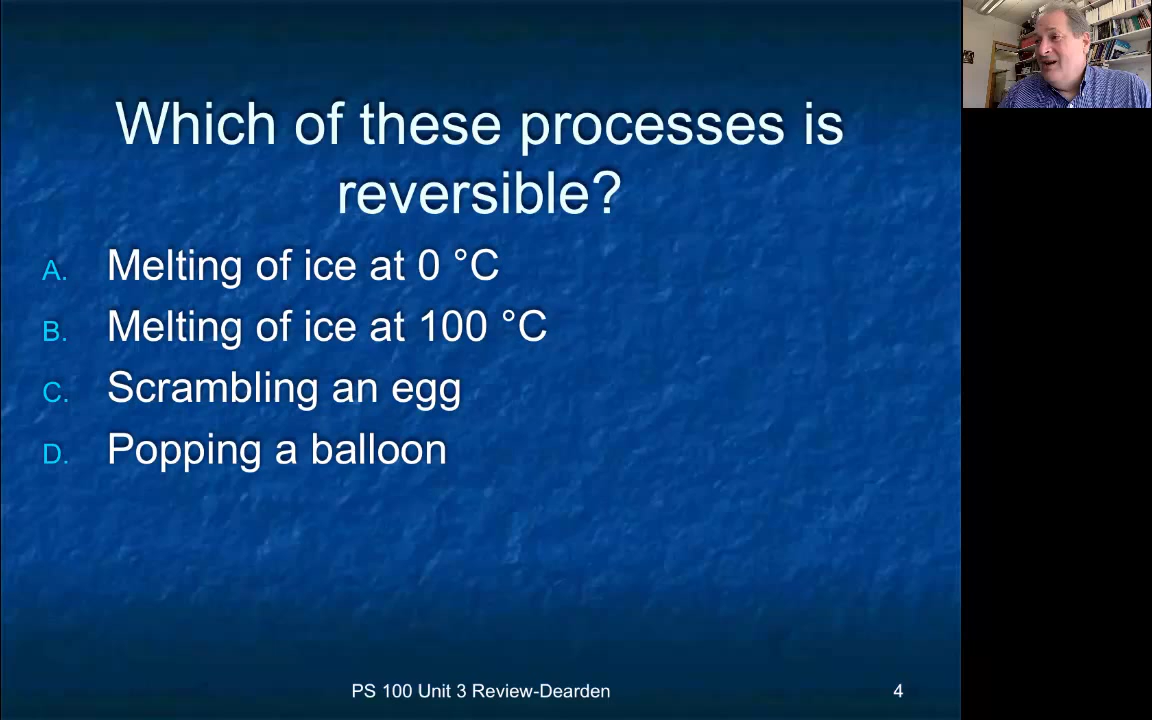 Which of these processes is
reversible?
A. Melting of ice at 0 °C
B. Melting of ice at 100 °C
C. Scrambling an egg
D. Popping a balloon
PS 100 Unit 3 Review-Dearden 4